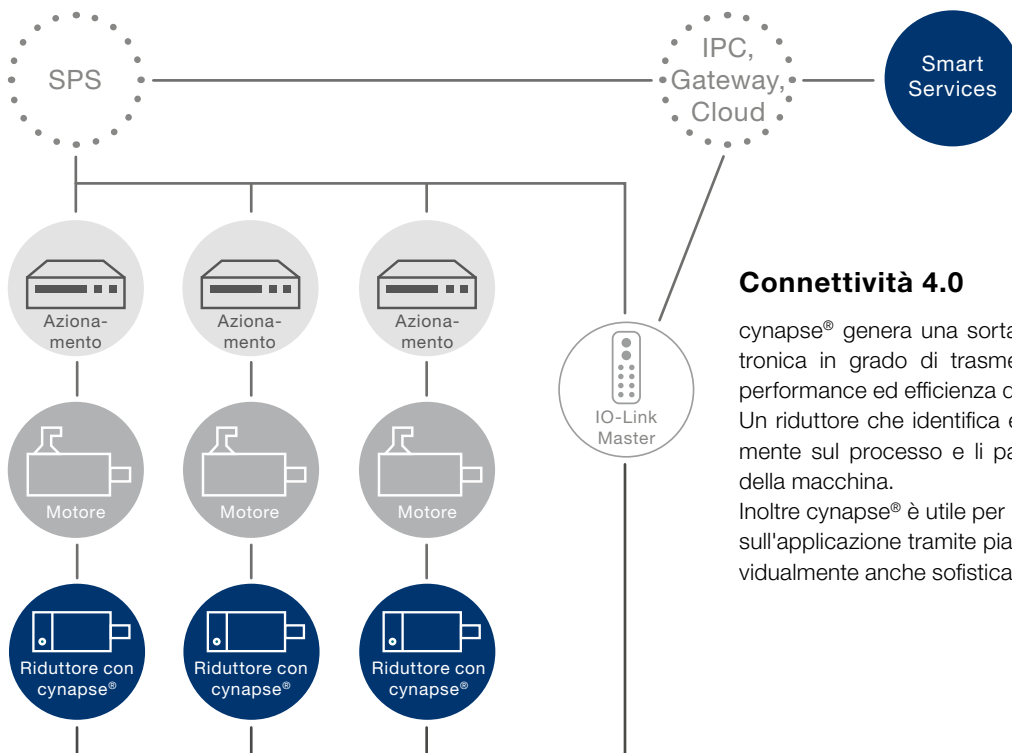 SPS
IPC,
Gateway,
Cloud
Smart
Services
Aziona-
mento
Aziona-
mento
Aziona-
mento
Motore
Motore
Motore
Riduttore con
cynapse®
Riduttore con
cynapse®
Riduttore con
cynapse®
IO-Link
Master
Connettività 4.0
cynapse® genera una sorta
tronica in grado di trasme
performance ed efficienza
Un riduttore che identifica
mente sul processo e li pa
della macchina.
Inoltre cynapse® è utile per
sull'applicazione tramite pia
vidualmente anche sofistica